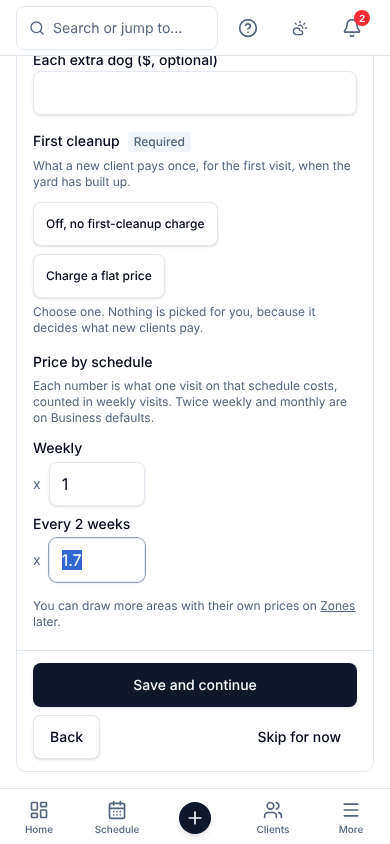 Search or jump to...
2
Each extra dog ($, optional)
First cleanup Required
What a new client pays once, for the first visit, when the
yard has built up.
Off, no first-cleanup charge
Charge a flat price
Choose one. Nothing is picked for you, because it
decides what new clients pay.
Price by schedule
Each number is what one visit on that schedule costs,
counted in weekly visits. Twice weekly and monthly are
on Business defaults.
Weekly
x 1
Every 2 weeks
x 1.7
You can draw more areas with their own prices on Zones
later.
Save and continue
Back Skip for now
Home Schedule Clients More